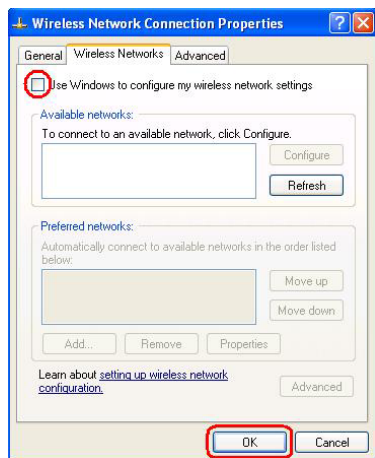 Wireless Network Connection Properties
General Wireless Networks Advanced
Use Windows to configure my wireless network settings
Available networks:
To connect to an available network, click Configure.
Configure
Refresh
Preferred networks:
Automatically connect to available networks in the order listed
below:
Move up
Move down
Add... Remove Properties
Learn about setting up wireless network
configuration.
Advanced
OK Cancel